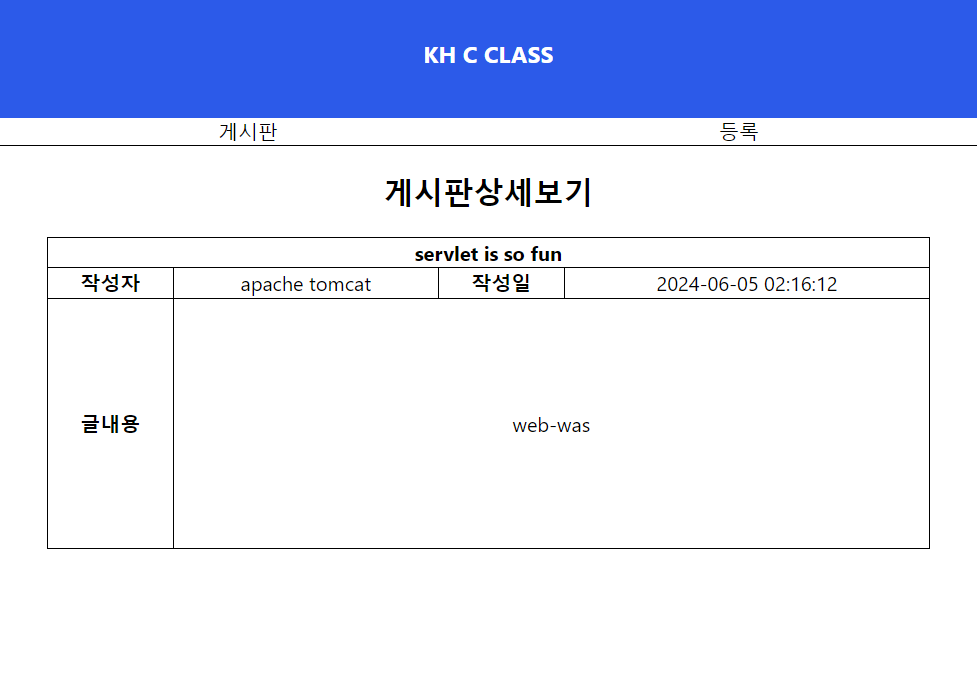 KH C CLASS
게시판 등록
게시판상세보기
servlet is so fun
작성자 apache tomcat 작성일 2024-06-05 02:16:12
글내용 web-was